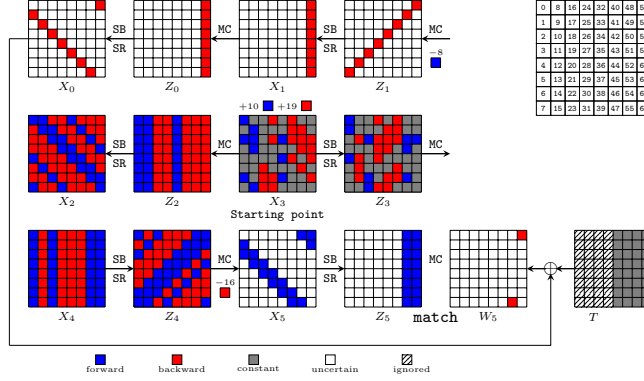 SB
SR
MC
SB
SR
MC
−8
X₀
Z₀
X₁
Z₁
0 8 16 24 32 40 48 5
1 9 17 25 33 41 49 5
2 10 18 26 34 42 50 5
3 11 19 27 35 43 51 5
4 12 20 28 36 44 52 6
5 13 21 29 37 45 53 6
6 14 22 30 38 46 54 6
7 15 23 31 39 47 55 6
+10 +19
SB
SR
MC
SB
SR
MC
X₂
Z₂
X₃
Z₃
Starting point
SB
SR
MC
−16
SB
SR
MC
X₄
Z₄
X₅
Z₅
W₅
T
match
forward
backward
constant
uncertain
ignored